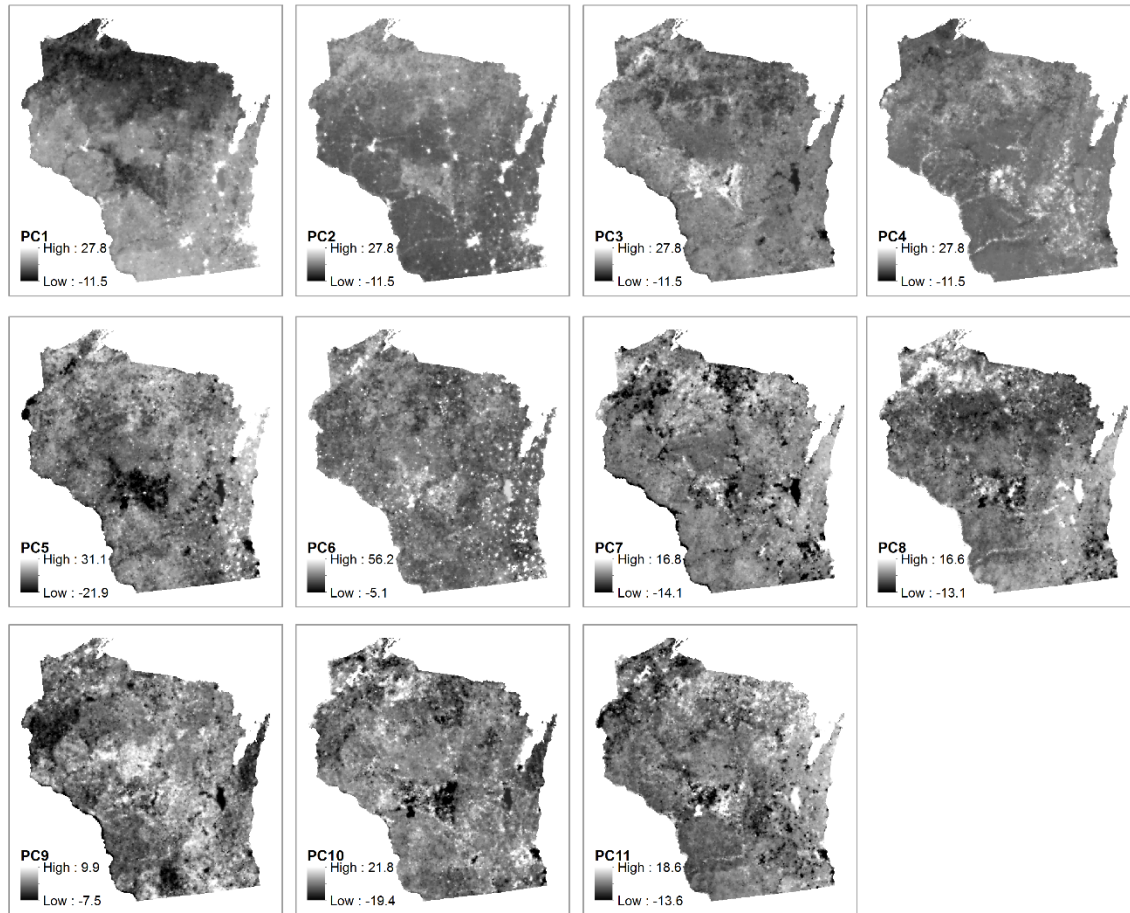 PC1
High : 27.8
Low : -11.5
PC2
High : 27.8
Low : -11.5
PC3
High : 27.8
Low : -11.5
PC4
High : 27.8
Low : -11.5
PC5
High : 31.1
Low : -21.9
PC6
High : 56.2
Low : -5.1
PC7
High : 16.8
Low : -14.1
PC8
High : 16.6
Low : -13.1
PC9
High : 9.9
Low : -7.5
PC10
High : 21.8
Low : -19.4
PC11
High : 18.6
Low : -13.6